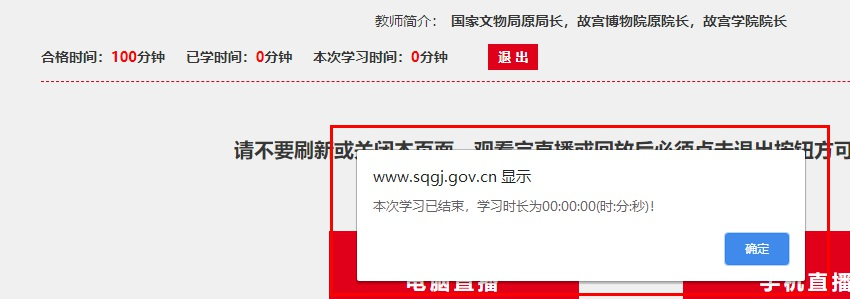 教师简介： 国家文物局原局长，故宫博物院原院长，故宫学院院长
合格时间：100分钟 已学时间：0分钟 本次学习时间：0分钟 退出
请不要刷新或关闭本页面，观看完直播或回放后必须点击退出按钮方可
www.sqgj.gov.cn 显示
本次学习已结束，学习时长为00:00:00(时:分:秒)！
确定
电脑直播 手机直播